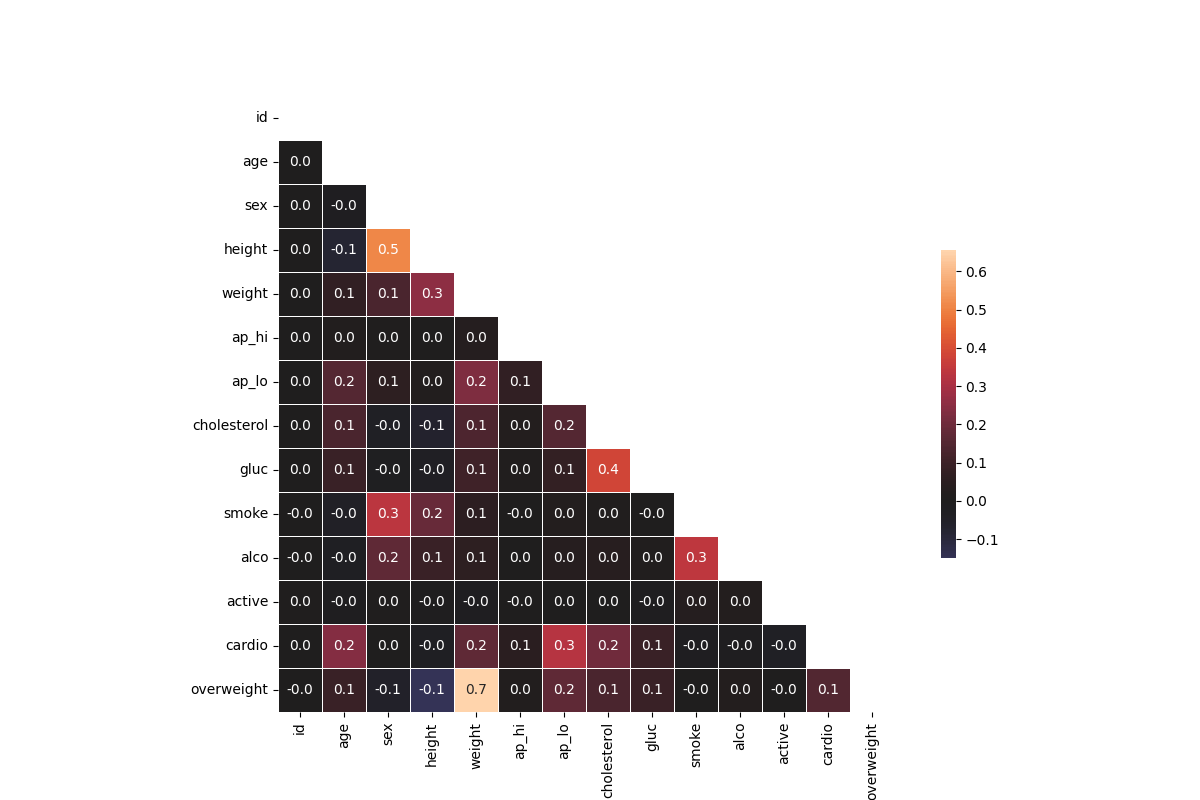 id
age 0.0
sex 0.0 -0.0
height 0.0 -0.1 0.5
weight 0.0 0.1 0.1 0.3
ap_hi 0.0 0.0 0.0 0.0 0.0
ap_lo 0.0 0.2 0.1 0.0 0.2 0.1
cholesterol 0.0 0.1 -0.0 -0.1 0.1 0.0 0.2
gluc 0.0 0.1 -0.0 -0.0 0.1 0.0 0.1 0.4
smoke -0.0 -0.0 0.3 0.2 0.1 -0.0 0.0 0.0 -0.0
alco -0.0 -0.0 0.2 0.1 0.1 0.0 0.0 0.0 0.0 0.3
active 0.0 -0.0 0.0 -0.0 -0.0 -0.0 0.0 0.0 -0.0 0.0 0.0
cardio 0.0 0.2 0.0 -0.0 0.2 0.1 0.3 0.2 0.1 -0.0 -0.0 -0.0
overweight -0.0 0.1 -0.1 -0.1 0.7 0.0 0.2 0.1 0.1 -0.0 0.0 -0.0 0.1
id age sex height weight ap_hi ap_lo cholesterol gluc smoke alco active cardio overweight
0.6
0.5
0.4
0.3
0.2
0.1
0.0
−0.1